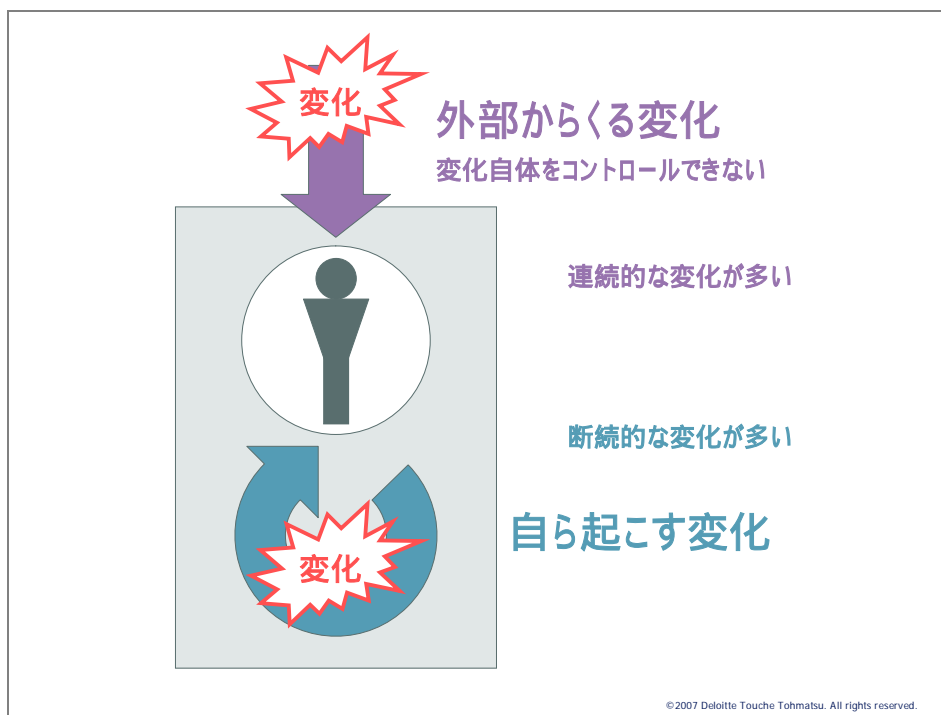 変化
外部からくる変化
変化自体をコントロールできない
連続的な変化が多い
断続的な変化が多い
自ら起こす変化
変化
©2007 Deloitte Touche Tohmatsu. All rights reserved.